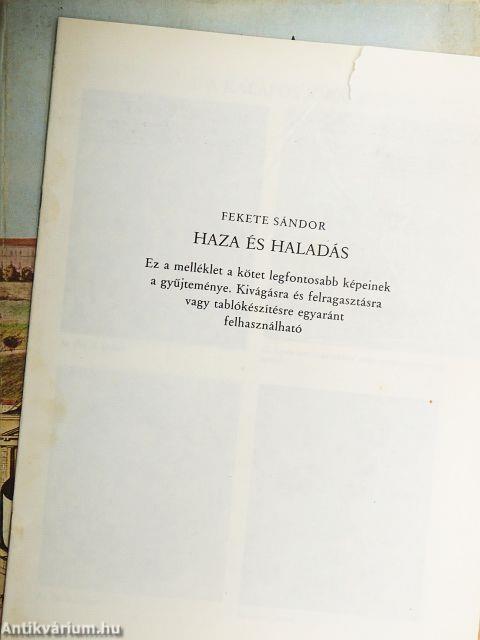 FEKETE SÁNDOR
HAZA ÉS HALADÁS
Ez a melléklet a kötet legfontosabb képeinek
a gyűjteménye. Kivágásra és felragasztásra
vagy tablókészítésre egyaránt
felhasználható
Antikvárium.hu